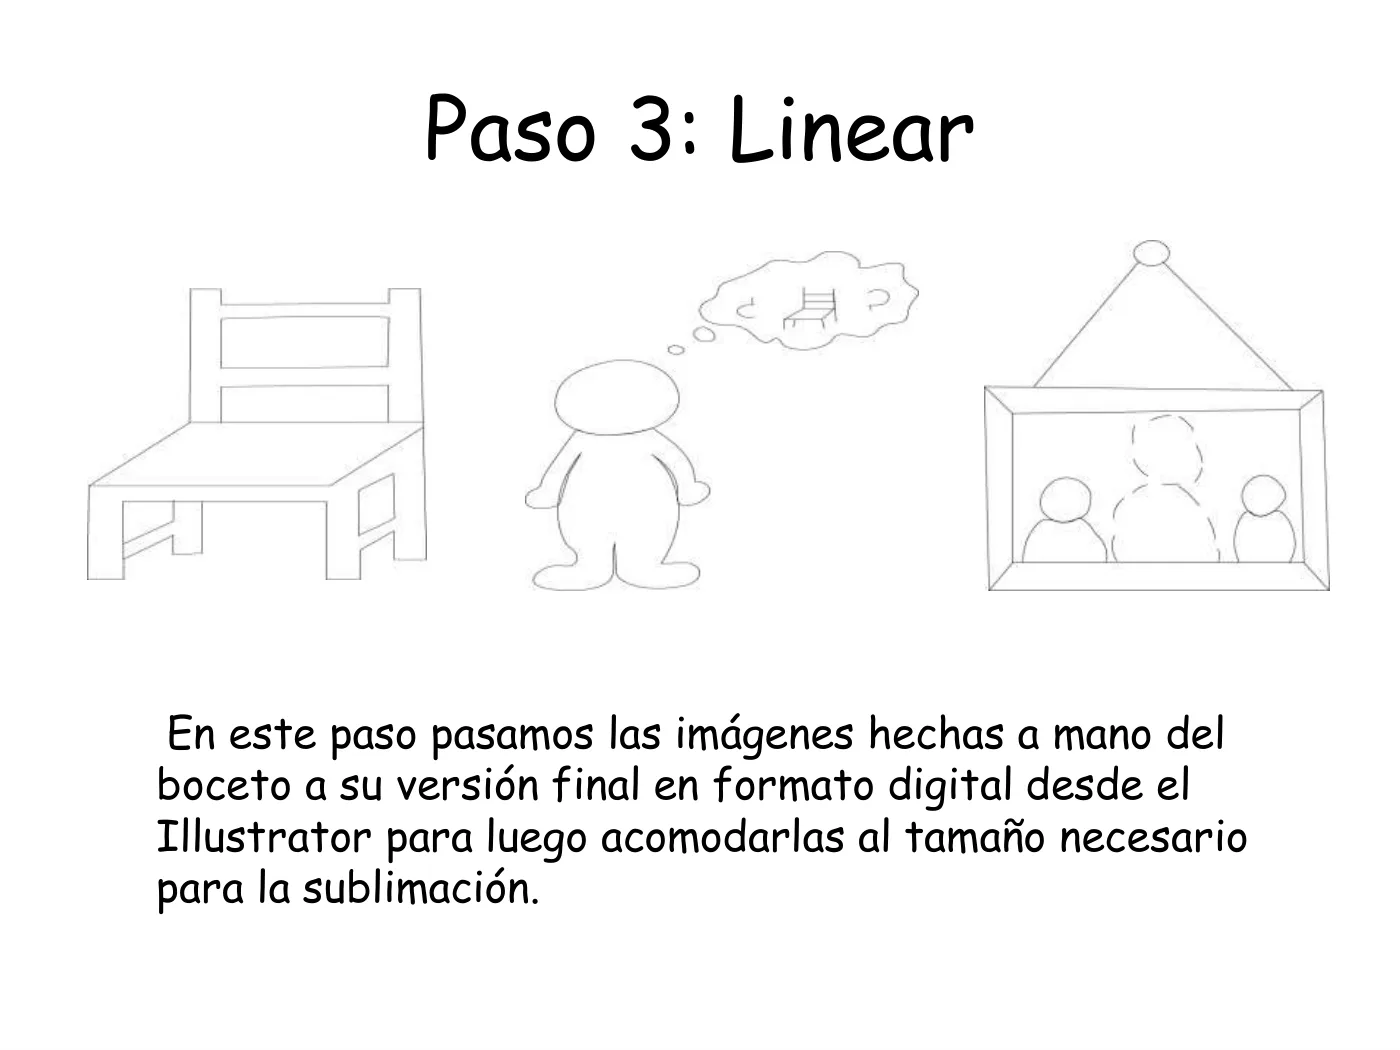 Paso 3: Linear
En este paso pasamos las imágenes hechas a mano del
boceto a su versión final en formato digital desde el
Illustrator para luego acomodarlas al tamaño necesario
para la sublimación.